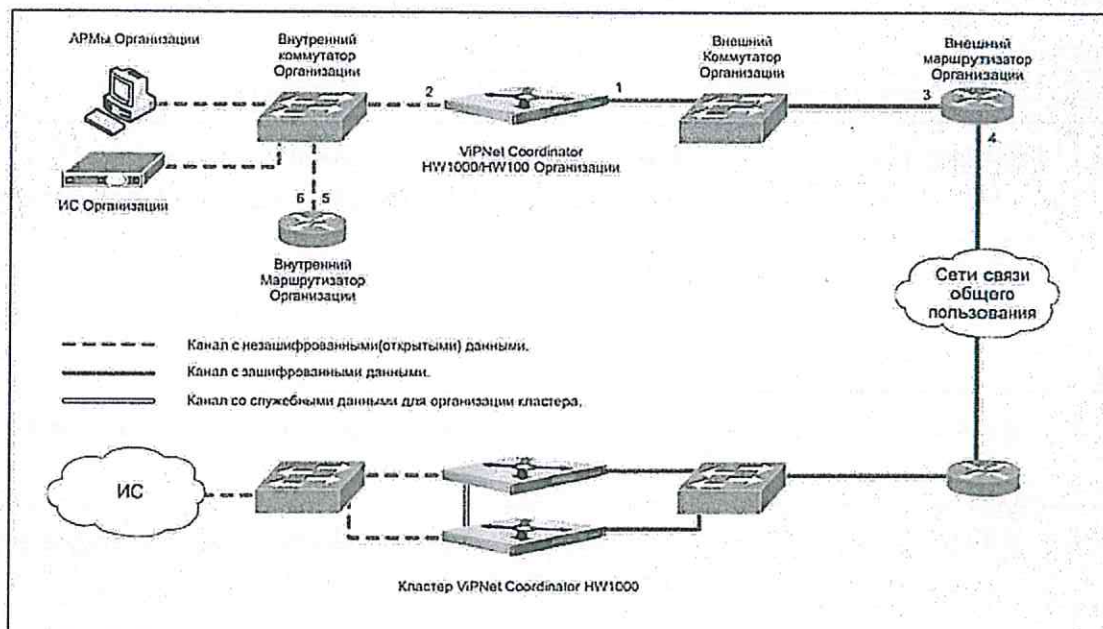 АРМы Организации
Внутренний
коммутатор
Организации
Внешний
Коммутатор
Организации
Внешний
маршрутизатор
Организации
2
1
3
4
ViPNet Coordinator
HW1000/HW100 Организации
ИС Организации
6 5
Внутренний
Маршрутизатор
Организации
Сети связи
общего
пользования
Канал с незашифрованными(открытыми) данными.
Канал с зашифрованными данными.
Канал со служебными данными для организации кластера.
ИС
Кластер ViPNet Coordinator HW1000